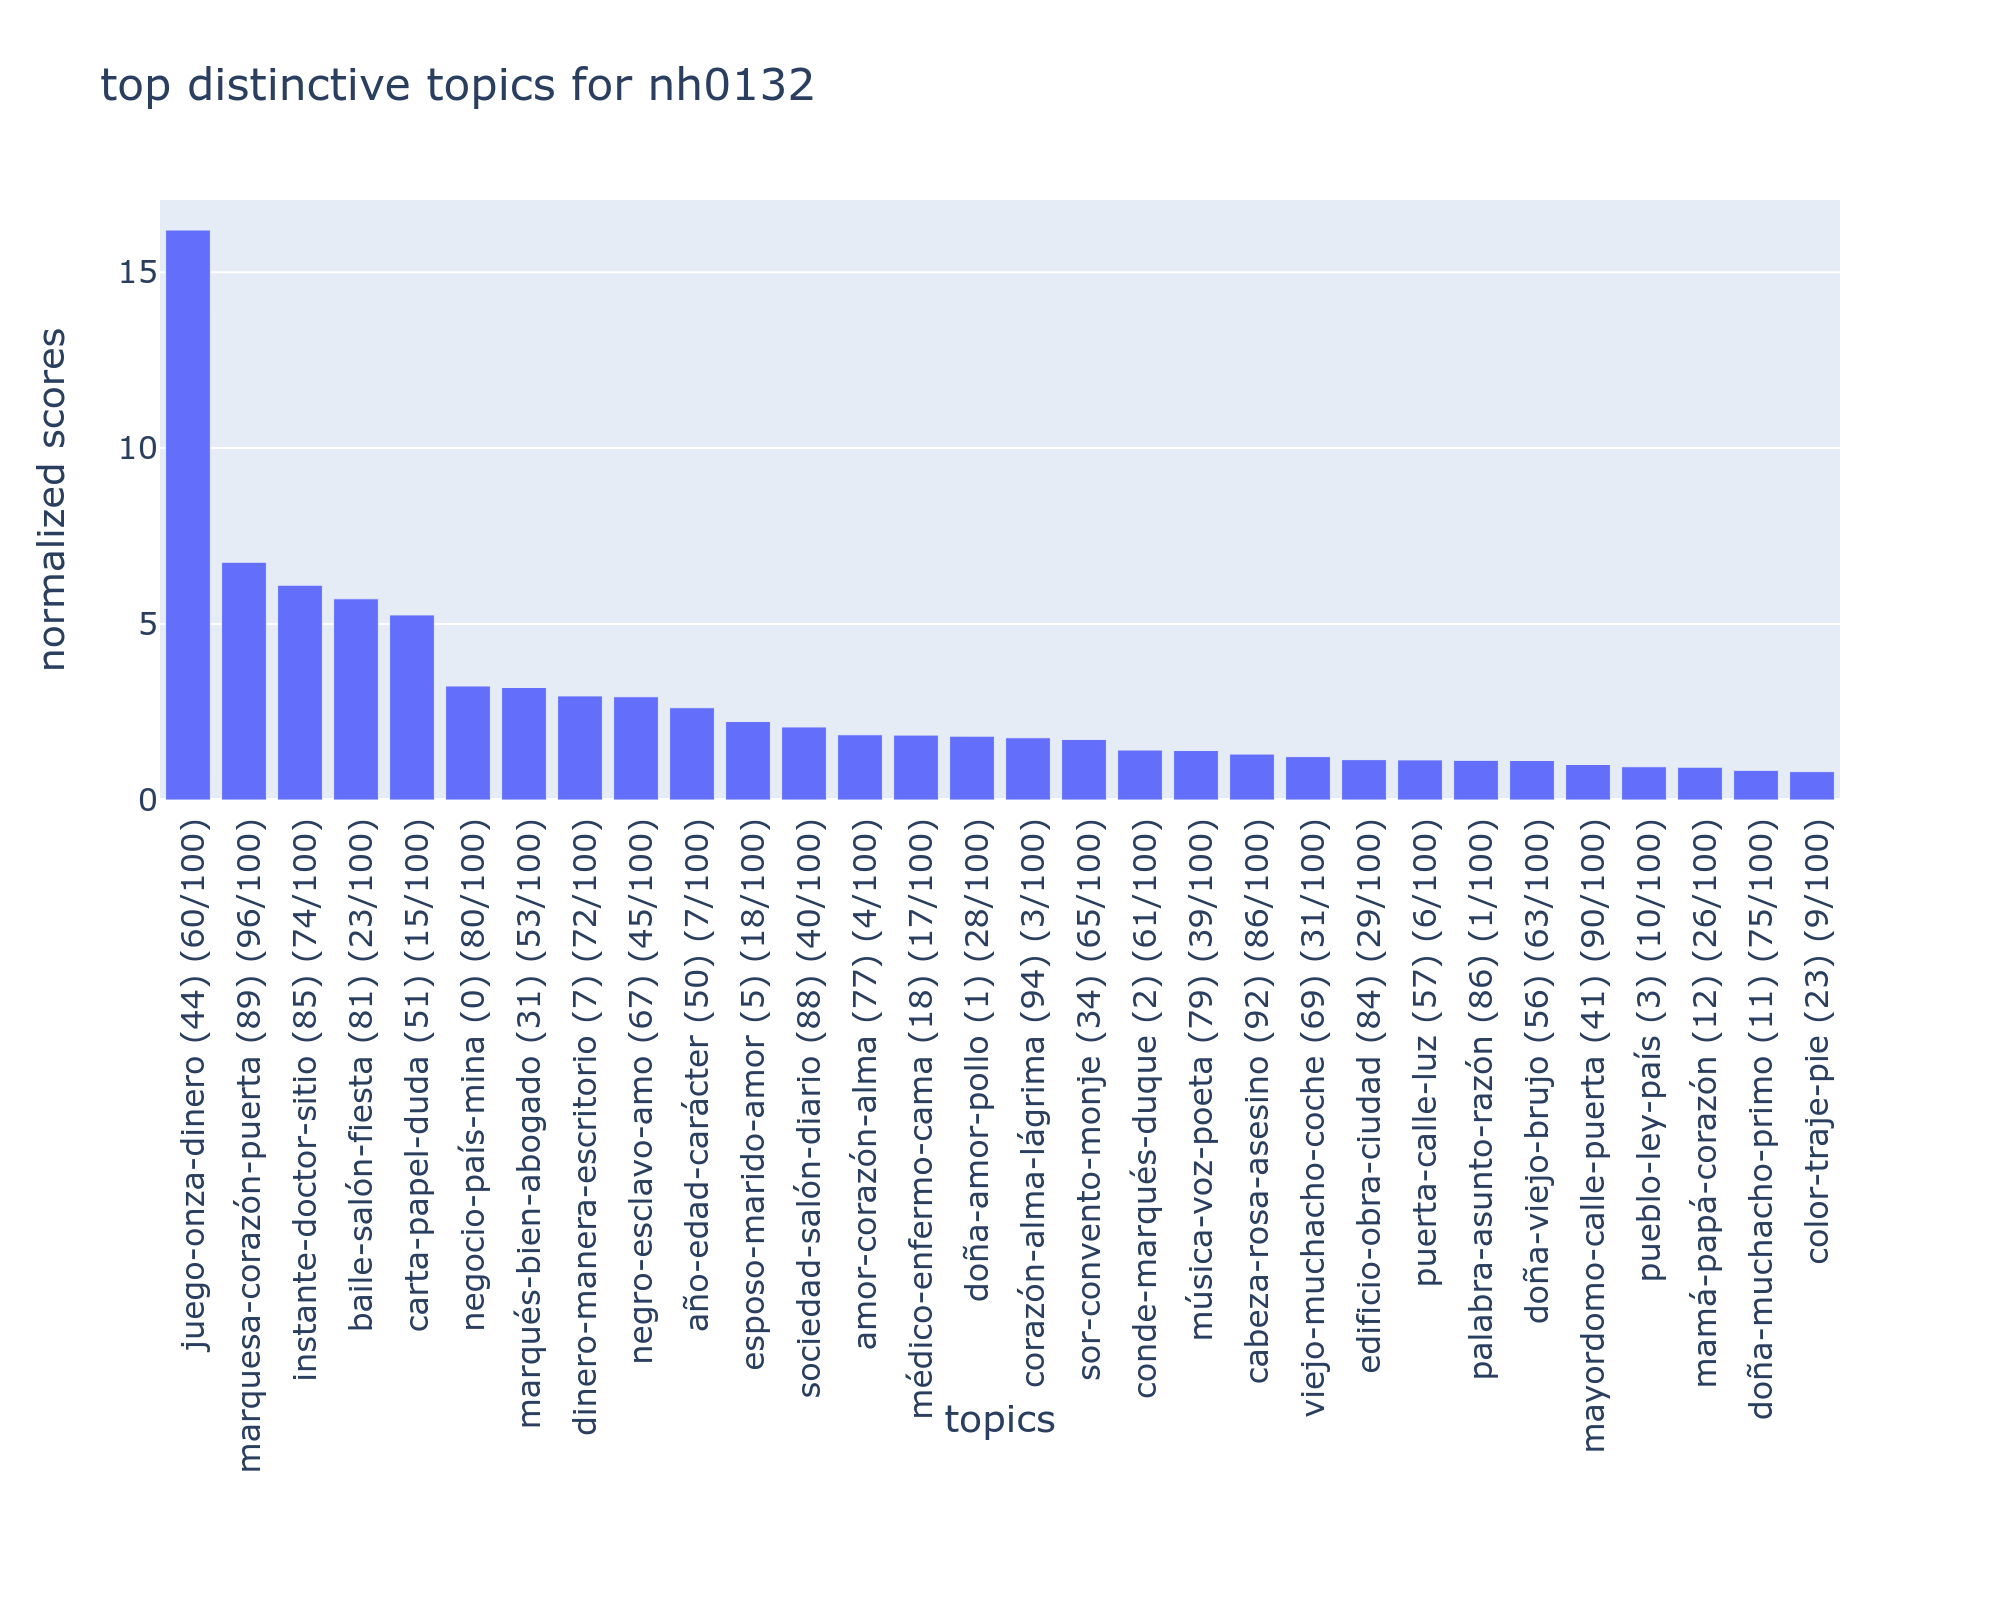 top distinctive topics for nh0132
normalized scores
15
10
5
0
juego-onza-dinero (44) (60/100)
marquesa-corazón-puerta (89) (96/100)
instante-doctor-sitio (85) (74/100)
baile-salón-fiesta (81) (23/100)
carta-papel-duda (51) (15/100)
negocio-país-mina (0) (80/100)
marqués-bien-abogado (31) (53/100)
dinero-manera-escritorio (7) (72/100)
negro-esclavo-amo (67) (45/100)
año-edad-carácter (50) (7/100)
esposo-marido-amor (5) (18/100)
sociedad-salón-diario (88) (40/100)
amor-corazón-alma (77) (4/100)
médico-enfermo-cama (18) (17/100)
doña-amor-pollo (1) (28/100)
corazón-alma-lágrima (94) (3/100)
sor-convento-monje (34) (65/100)
conde-marqués-duque (2) (61/100)
música-voz-poeta (79) (39/100)
cabeza-rosa-asesino (92) (86/100)
viejo-muchacho-coche (69) (31/100)
edificio-obra-ciudad (84) (29/100)
puerta-calle-luz (57) (6/100)
palabra-asunto-razón (86) (1/100)
doña-viejo-brujo (56) (63/100)
mayordomo-calle-puerta (41) (90/100)
pueblo-ley-país (3) (10/100)
mamá-papá-corazón (12) (26/100)
doña-muchacho-primo (11) (75/100)
color-traje-pie (23) (9/100)
topics